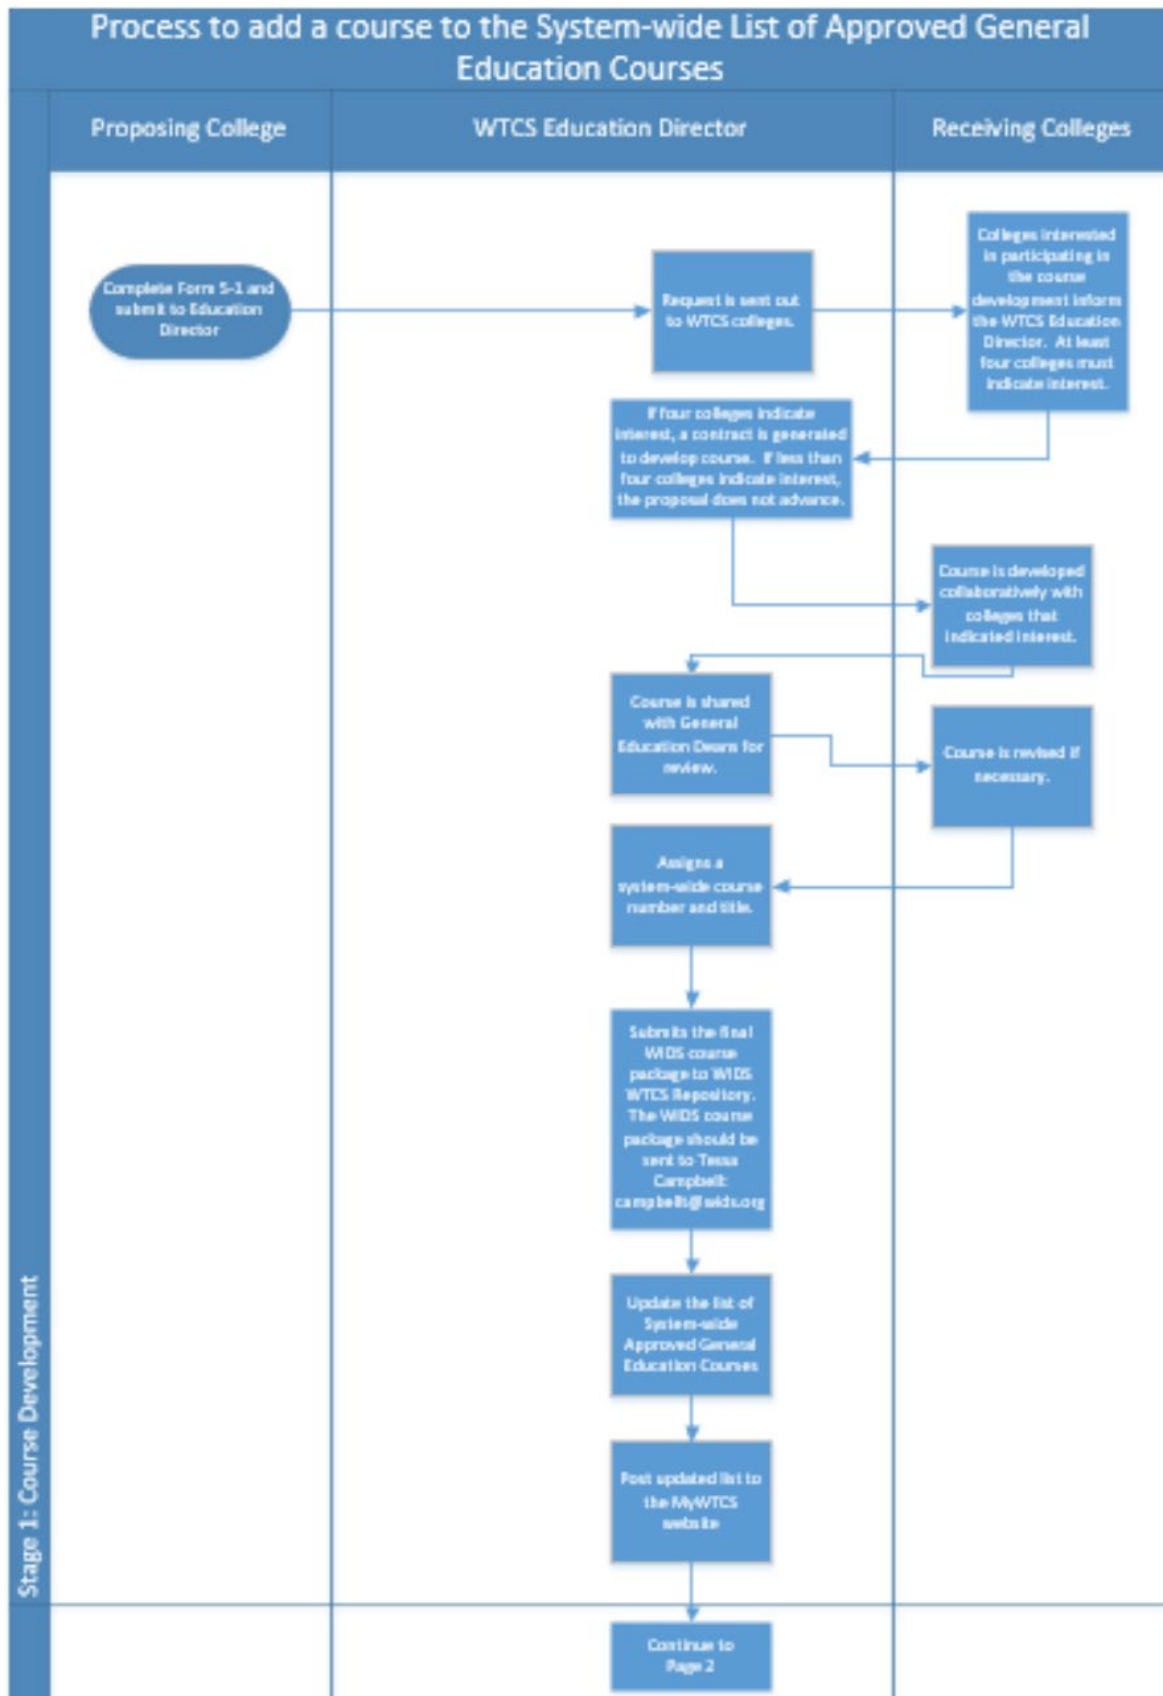 Process to add a course to the System-wide List of Approved General
Education Courses
Proposing College
WTCS Education Director
Receiving Colleges
Complete Form S-1 and
submit to Education
Director
Request is sent out
to WTCS colleges.
Colleges interested
in participating in
the course
development inform
the WTCS Education
Director. At least
four colleges must
indicate interest.
If four colleges indicate
interest, a contract is generated
to develop course. If less than
four colleges indicate interest,
the proposal does not advance.
Course is developed
collaboratively with
colleges that
indicated interest.
Course is shared
with General
Education Deans for
review.
Course is revised if
necessary.
Assigns a
system-wide course
number and title.
Submits the final
WIDS course
package to WIDS
WTCS Repository.
The WIDS course
package should be
sent to Tessa
Campbell:
campbellt@wids.org
Update the list of
System-wide
Approved General
Education Courses
Post updated list to
the MyWTCS
website
Stage 1: Course Development
Continue to
Page 2